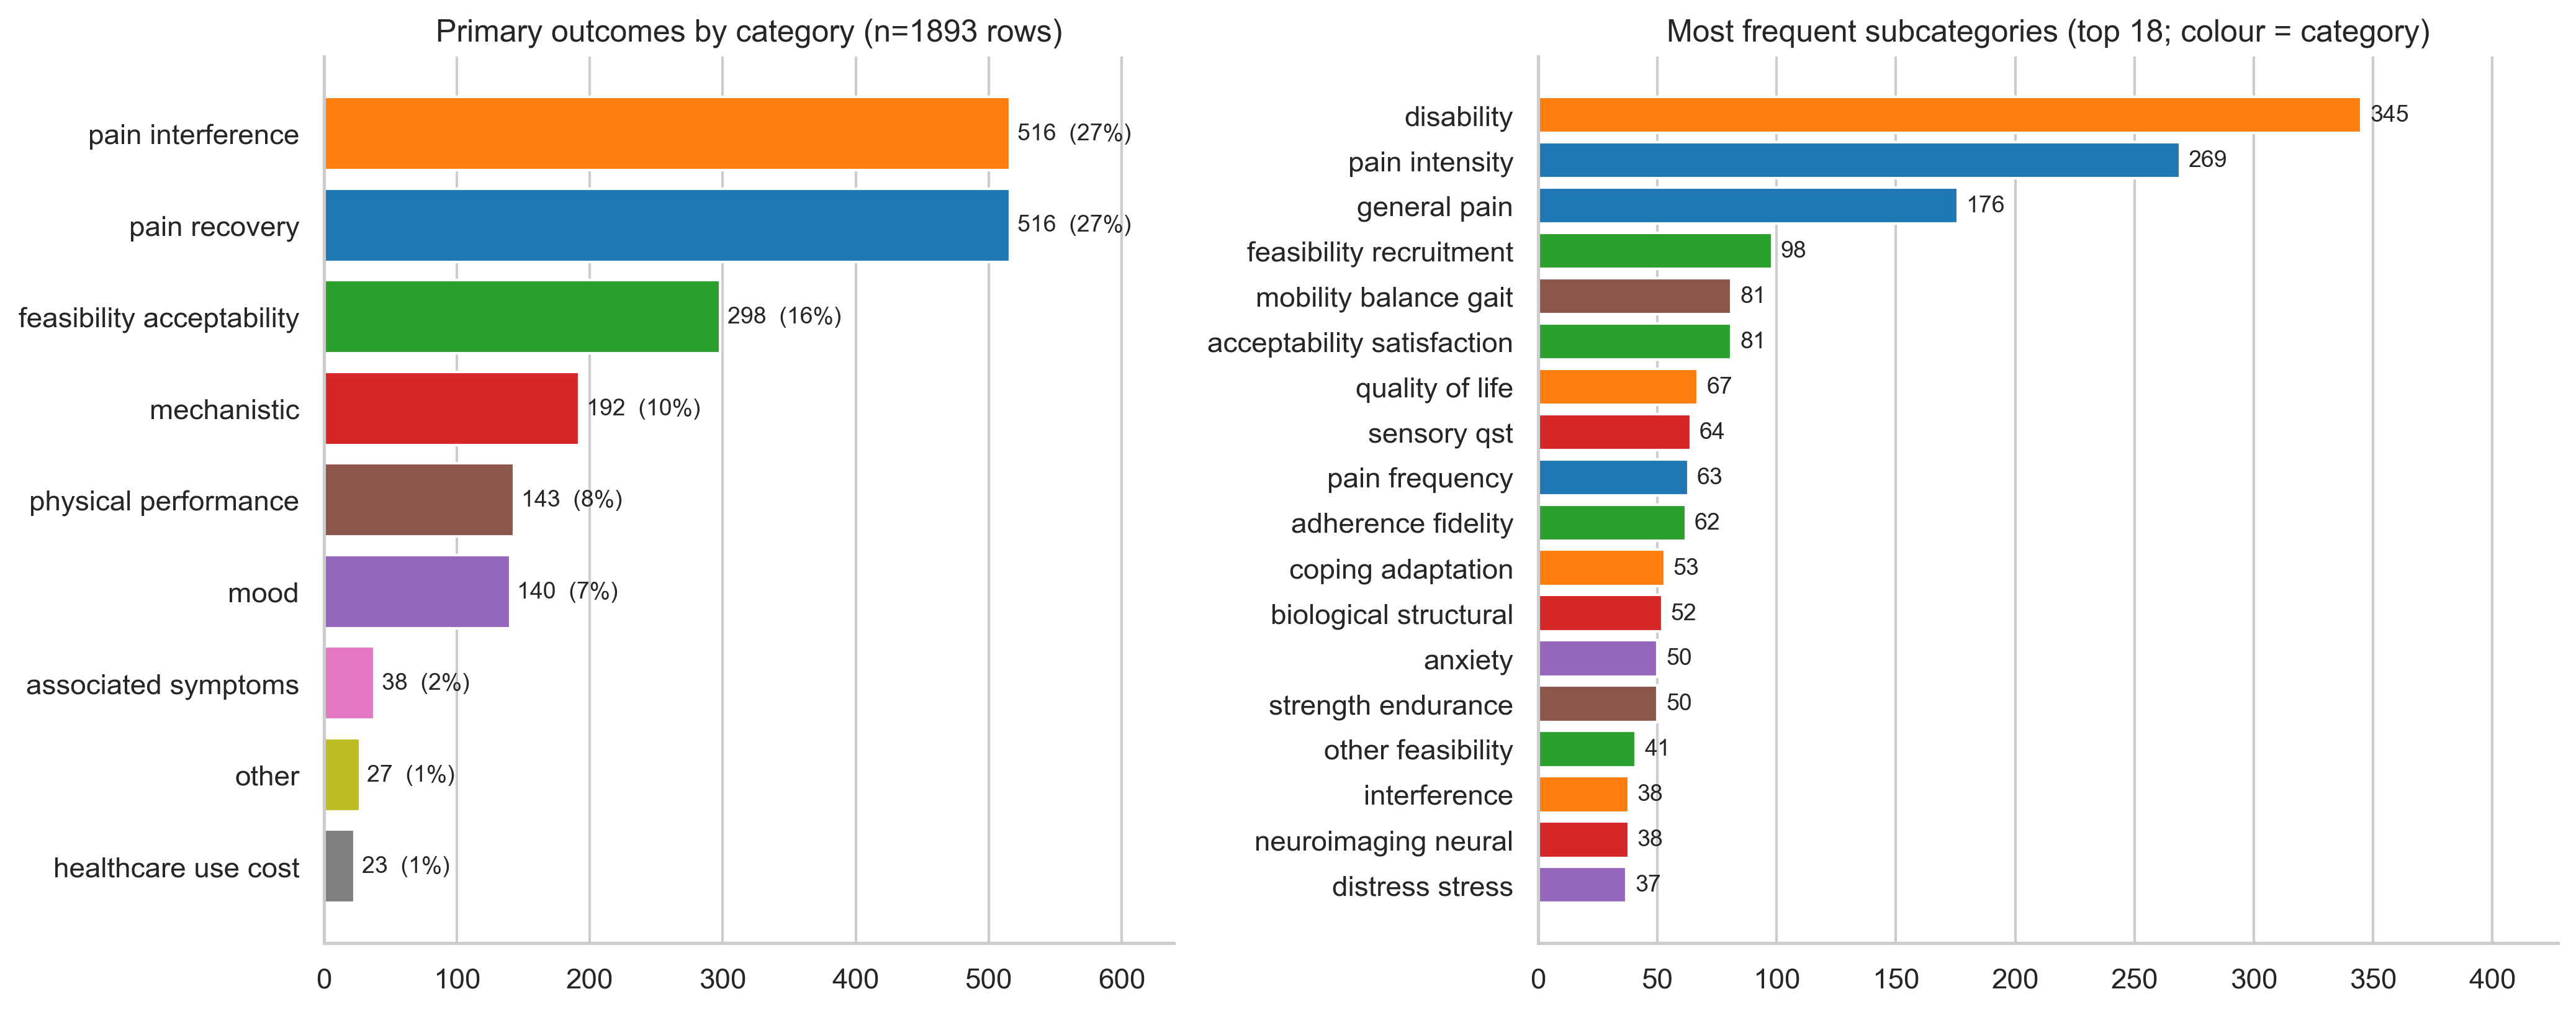 Primary outcomes by category (n=1893 rows)
pain interference
516 (27%)
pain recovery
516 (27%)
feasibility acceptability
298 (16%)
mechanistic
192 (10%)
physical performance
143 (8%)
mood
140 (7%)
associated symptoms
38 (2%)
other
27 (1%)
healthcare use cost
23 (1%)
0 100 200 300 400 500 600
Most frequent subcategories (top 18; colour = category)
disability
345
pain intensity
269
general pain
176
feasibility recruitment
98
mobility balance gait
81
acceptability satisfaction
81
quality of life
67
sensory qst
64
pain frequency
63
adherence fidelity
62
coping adaptation
53
biological structural
52
anxiety
50
strength endurance
50
other feasibility
41
interference
38
neuroimaging neural
38
distress stress
37
0 50 100 150 200 250 300 350 400